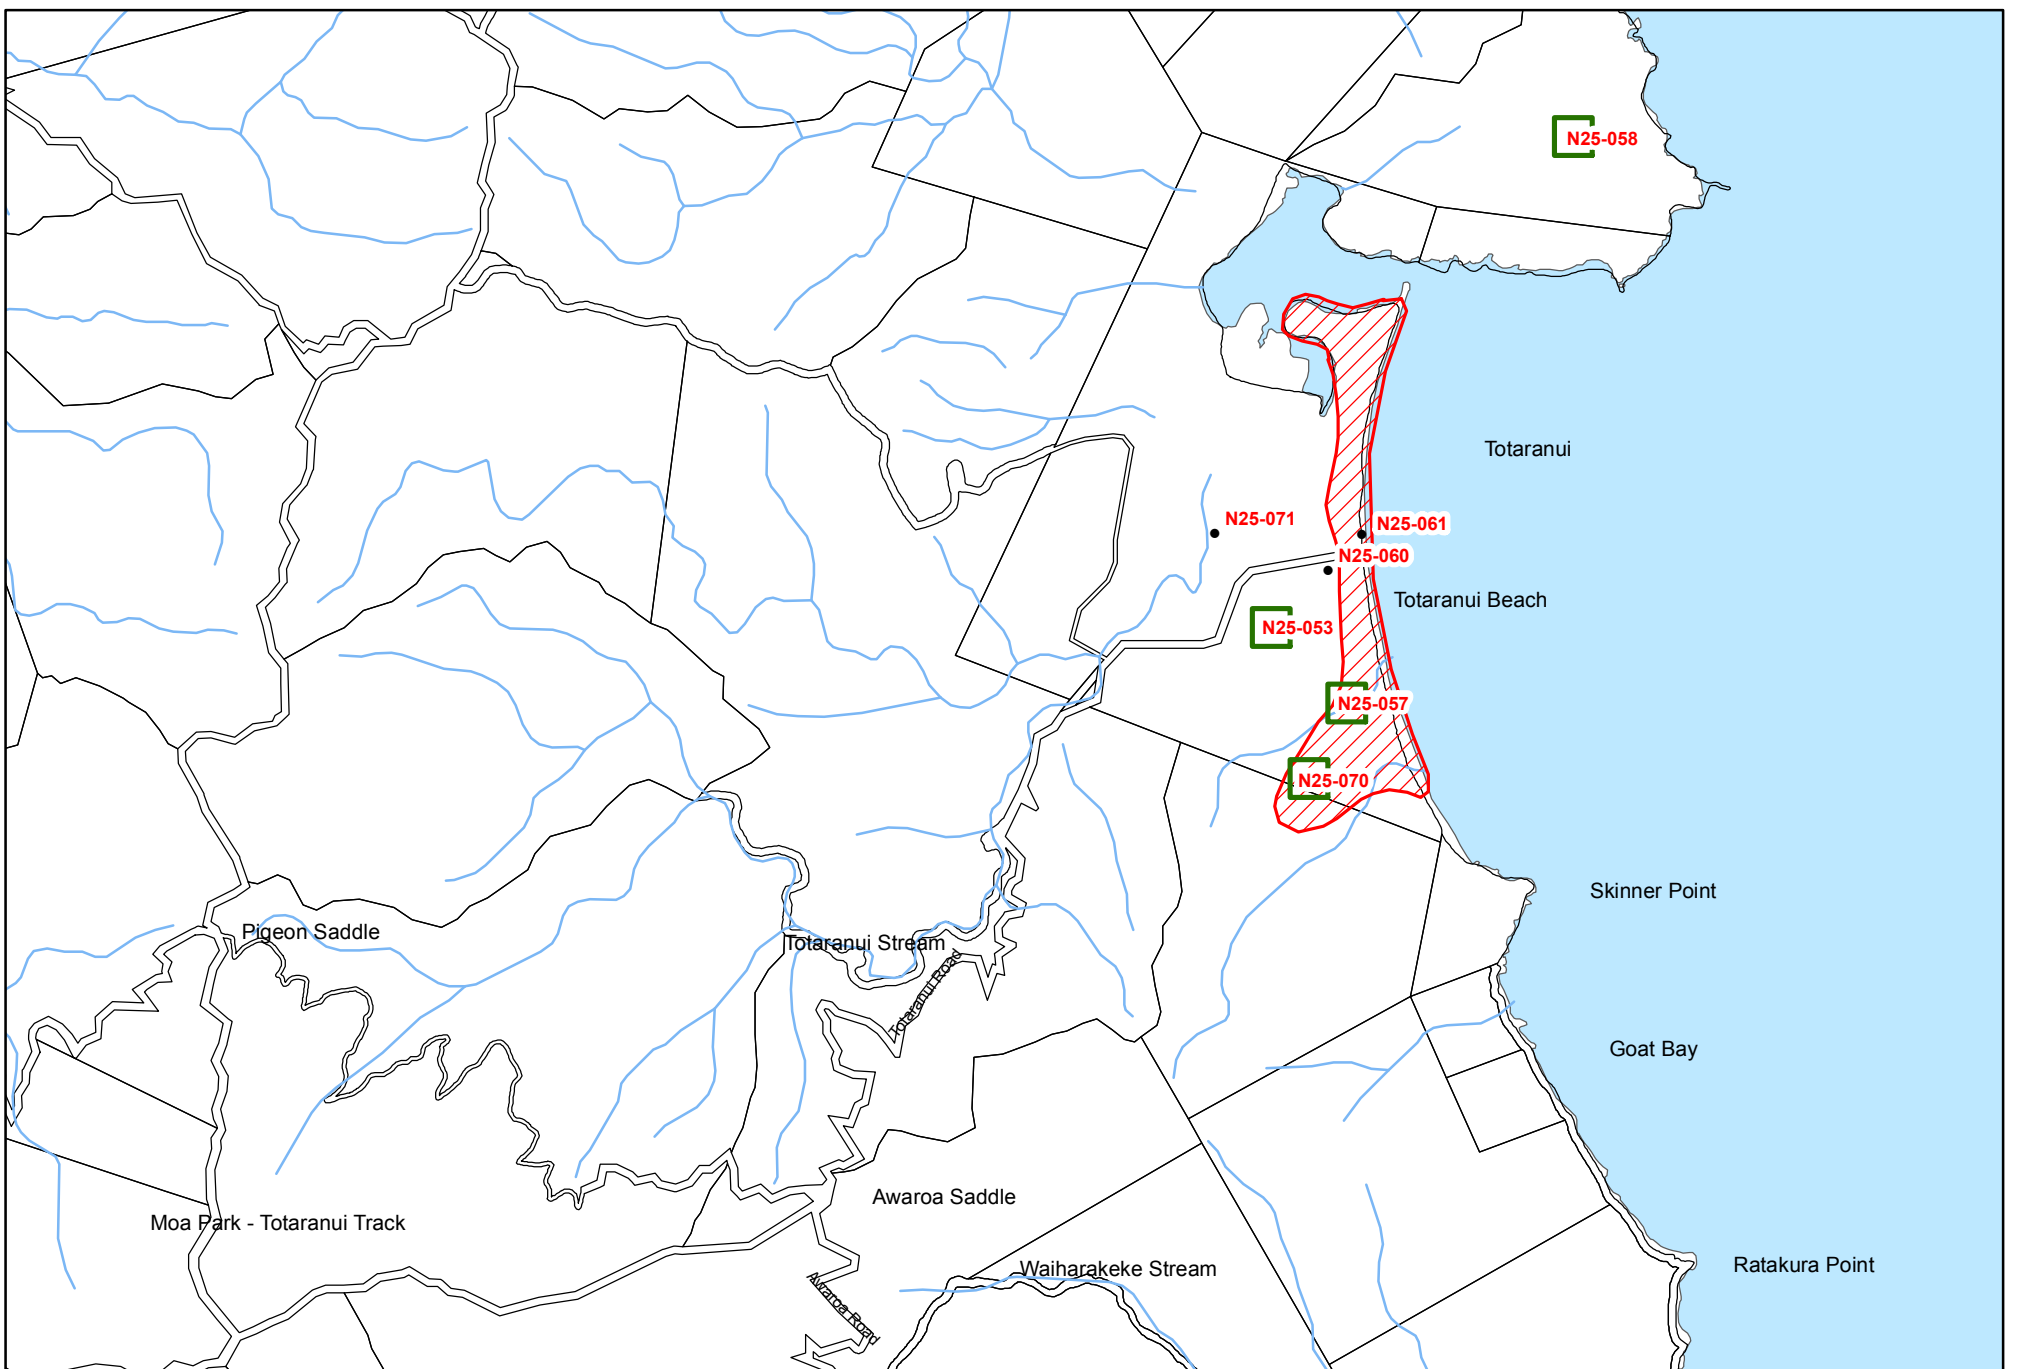 N25-058
Totaranui
N25-071
N25-061
N25-060
Totaranui Beach
N25-053
N25-057
N25-070
Skinner Point
Pigeon Saddle
Totaranui Stream
Totaranui Road
Goat Bay
Awaroa Saddle
Moa Park - Totaranui Track
Waiharakeke Stream
Ratakura Point
Awaroa Road